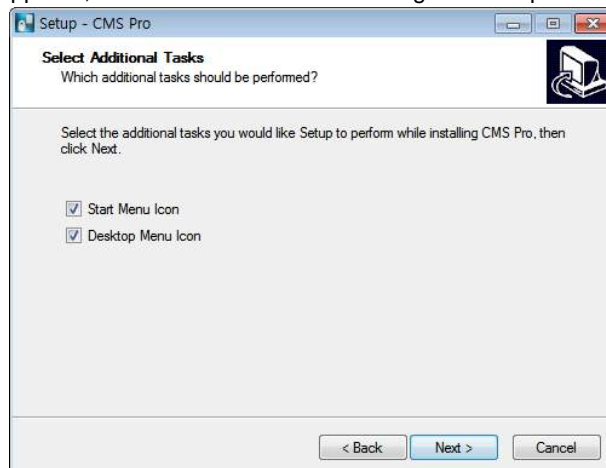 Setup - CMS Pro
Select Additional Tasks
Which additional tasks should be performed?
Select the additional tasks you would like Setup to perform while installing CMS Pro, then
click Next.
Start Menu Icon
Desktop Menu Icon
< Back
Next >
Cancel